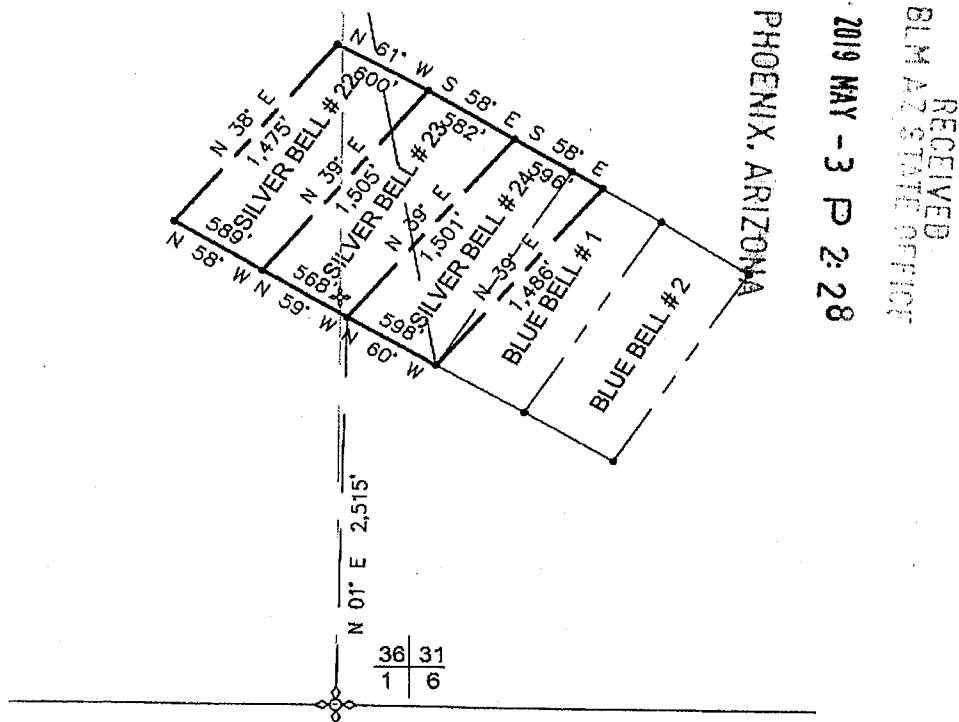 RECEIVED
BLM AZ STATE OFFICE
2019 MAY -3 P 2:28
PHOENIX, ARIZONA
N 61° W
600'
S 58° E
582'
S 58° E
596'
N 38° E
1,475'
SILVER BELL # 22
N 39° E
1,505'
SILVER BELL # 23
N 39° E
1,501'
SILVER BELL # 24
N 39° E
1,486'
BLUE BELL # 1
BLUE BELL # 2
589'
N 58° W
568'
N 59° W
598'
N 60° W
N 01° E 2,515'
36 31
1 6